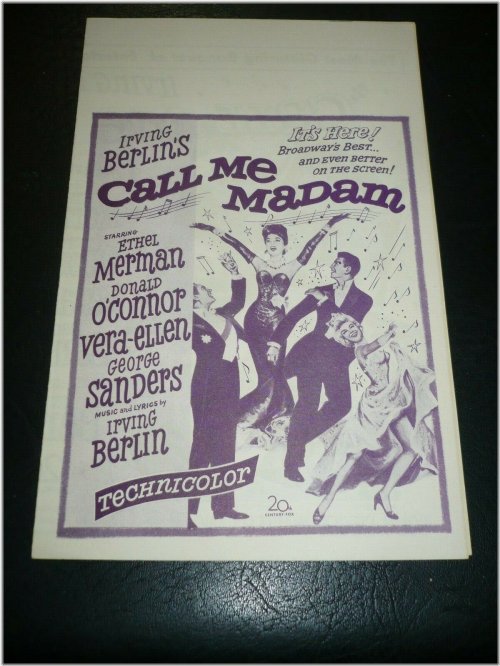 Irving
Berlin's
Call Me
Madam
It's Here!
Broadway's Best...
and even better
on the screen!
starring
Ethel
Merman
Donald
O'Connor
Vera-Ellen
George
Sanders
Music and Lyrics by
Irving
Berlin
Technicolor
20th
Century-Fox